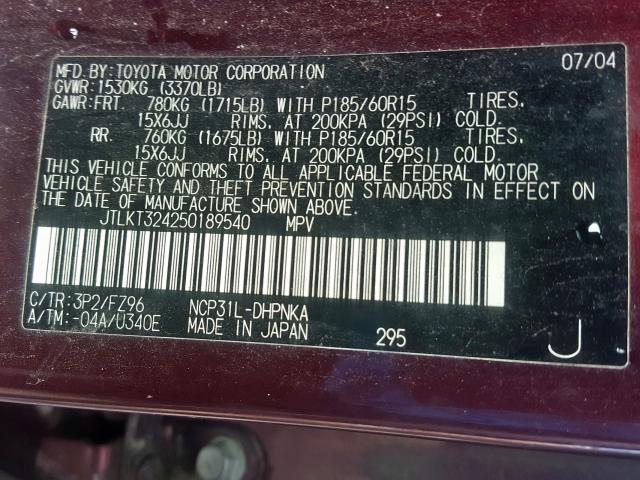 MFD.BY:TOYOTA MOTOR CORPORATION 07/04
GVWR:1530KG (3370LB)
GAWR:FRT. 780KG (1715LB) WITH P185/60R15 TIRES,
15X6JJ RIMS, AT 200KPA (29PSI) COLD.
RR. 760KG (1675LB) WITH P185/60R15 TIRES,
15X6JJ RIMS, AT 200KPA (29PSI) COLD.
THIS VEHICLE CONFORMS TO ALL APPLICABLE FEDERAL MOTOR
VEHICLE SAFETY AND THEFT PREVENTION STANDARDS IN EFFECT ON
THE DATE OF MANUFACTURE SHOWN ABOVE.
JTLKT324250189540 MPV
C/TR:3P2/FZ96 NCP31L-DHPNKA
A/TM:-04A/U340E MADE IN JAPAN 295 J